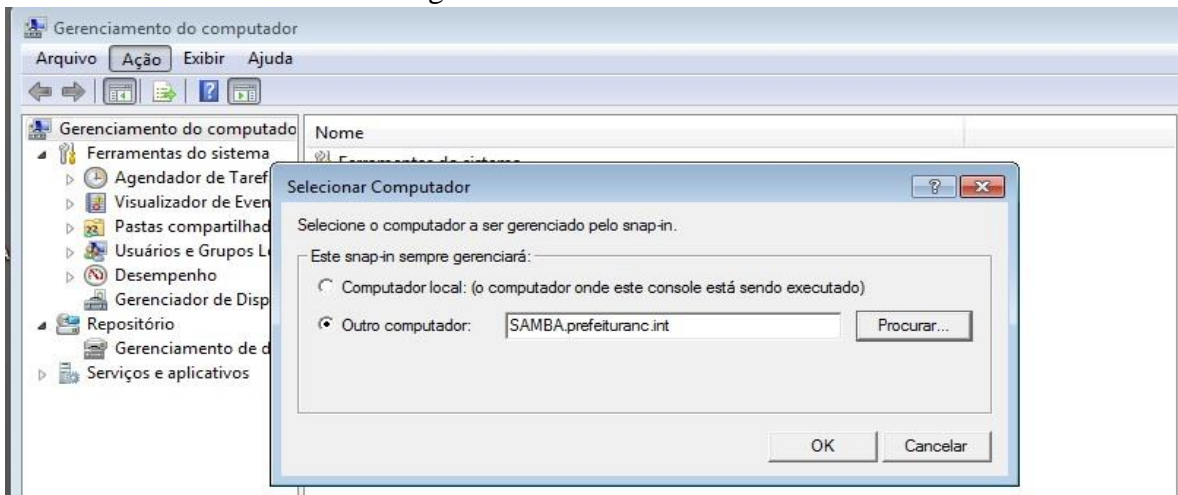 Gerenciamento do computador
Arquivo Ação Exibir Ajuda
Gerenciamento do computado
Nome
Ferramentas do sistema
Ferramentas do sistema
Agendador de Taref
Visualizador de Even
Pastas compartilhad
Usuários e Grupos L
Desempenho
Gerenciador de Disp
Repositório
Gerenciamento de d
Serviços e aplicativos
Selecionar Computador
Selecione o computador a ser gerenciado pelo snap-in.
Este snap-in sempre gerenciará:
Computador local: (o computador onde este console está sendo executado)
Outro computador: SAMBA.prefeituranc.int Procurar...
OK Cancelar